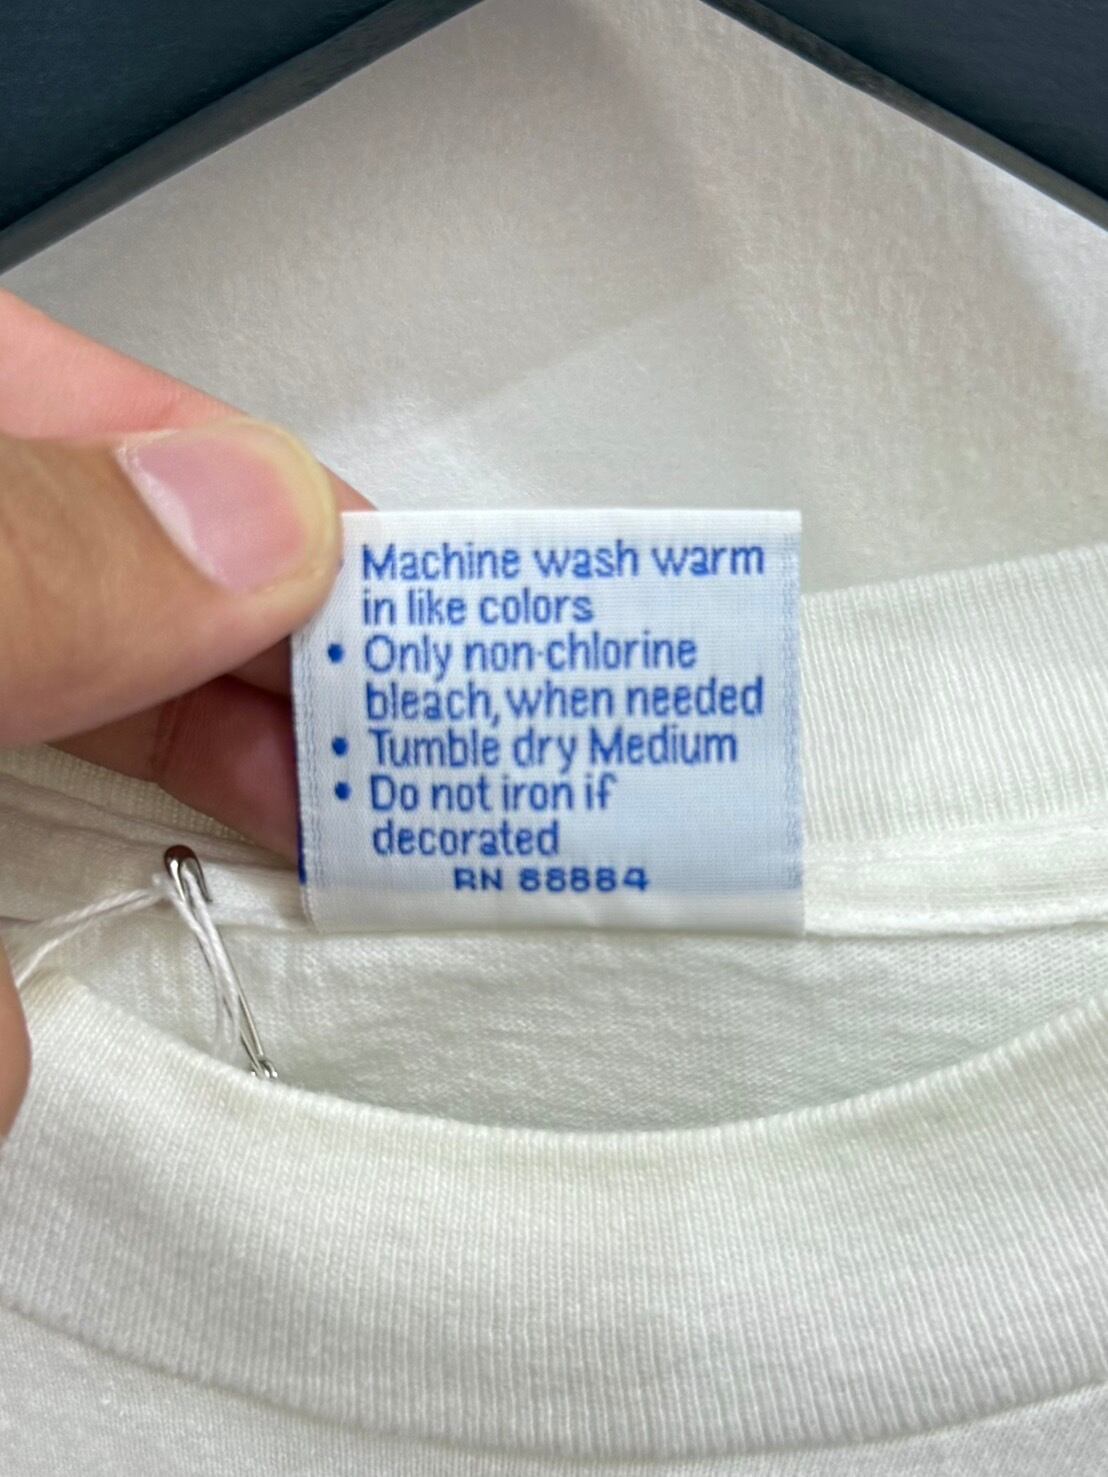 Machine wash warm
in like colors
• Only non-chlorine
bleach, when needed
• Tumble dry Medium
• Do not iron if
decorated
RN